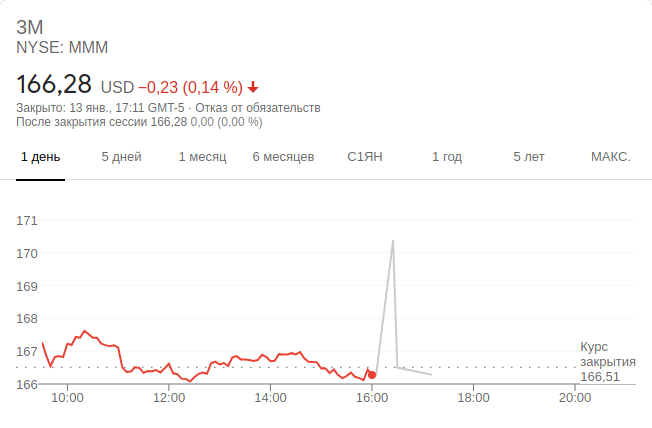 3M
NYSE: MMM
166,28 USD −0,23 (0,14 %)
Закрыто: 13 янв., 17:11 GMT-5 · Отказ от обязательств
После закрытия сессии 166,28 0,00 (0,00 %)
1 день 5 дней 1 месяц 6 месяцев С1ЯН 1 год 5 лет МАКС.
171
170
169
168
167
166
Курс
закрытия
166,51
10:00 12:00 14:00 16:00 18:00 20:00